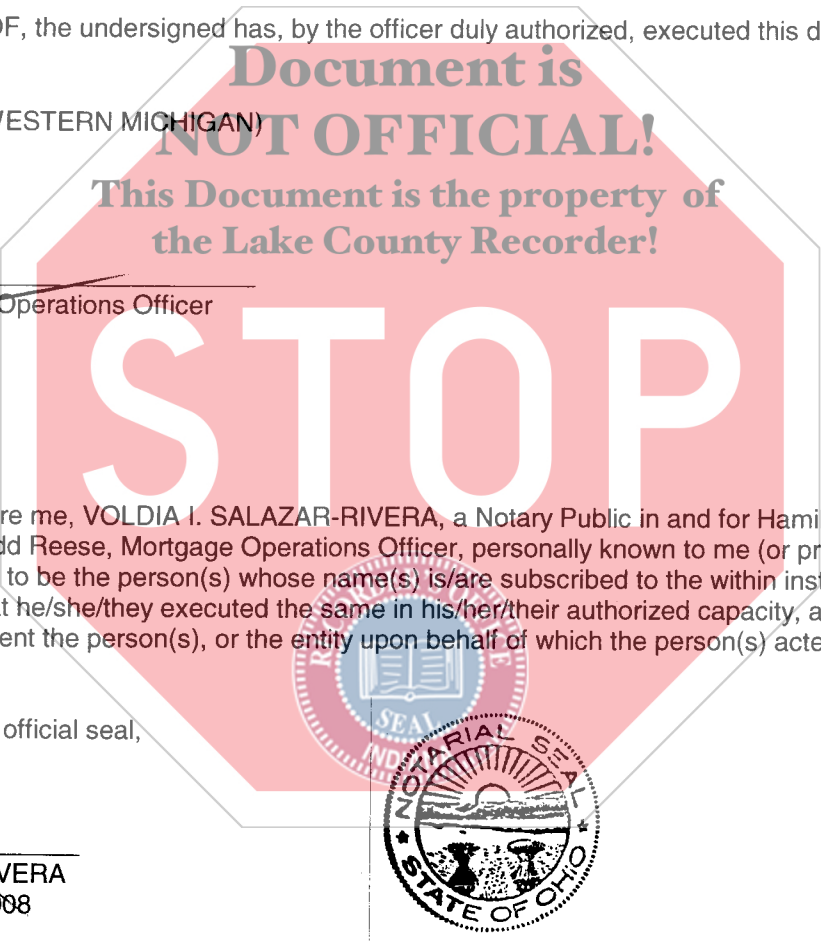 OF, the undersigned has, by the officer duly authorized, executed this d
Document is
WESTERN MICHIGAN)
NOT OFFICIAL!
This Document is the property of
the Lake County Recorder!
Operations Officer
STOP
re me, VOLDIA I. SALAZAR-RIVERA, a Notary Public in and for Hami
dd Reese, Mortgage Operations Officer, personally known to me (or pr
to be the person(s) whose name(s) is/are subscribed to the within inst
t he/she/they executed the same in his/her/their authorized capacity, a
ent the person(s), or the entity upon behalf of which the person(s) acte
RECORDER'S OFFICE
SEAL
official seal,
NOTARIAL SEAL
STATE OF OHIO
VERA
008